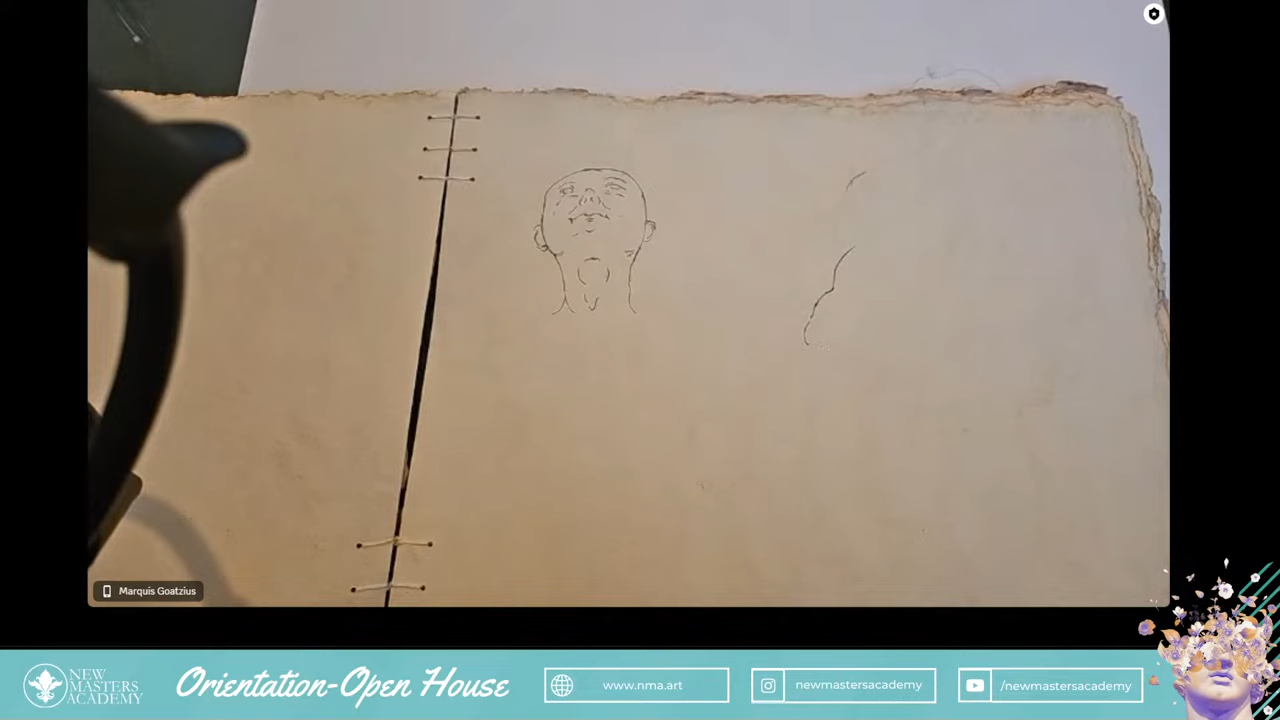 Marquis Goatzius
NEW
MASTERS
ACADEMY
Orientation-Open House
www.nma.art
newmastersacademy
/newmastersacademy